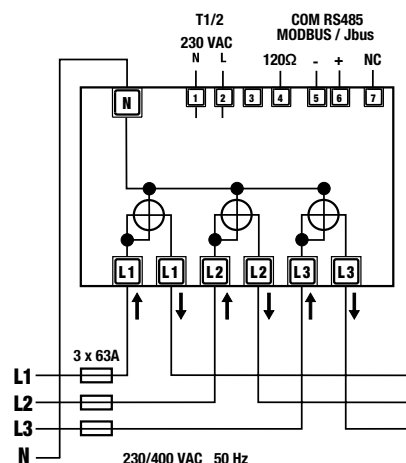 T1/2
COM RS485
MODBUS / Jbus
230 VAC
N L
120Ω - + NC
N 1 2 3 4 5 6 7
L1 L1 L2 L2 L3 L3
3 x 63A
L1
L2
L3
N
230/400 VAC 50 Hz